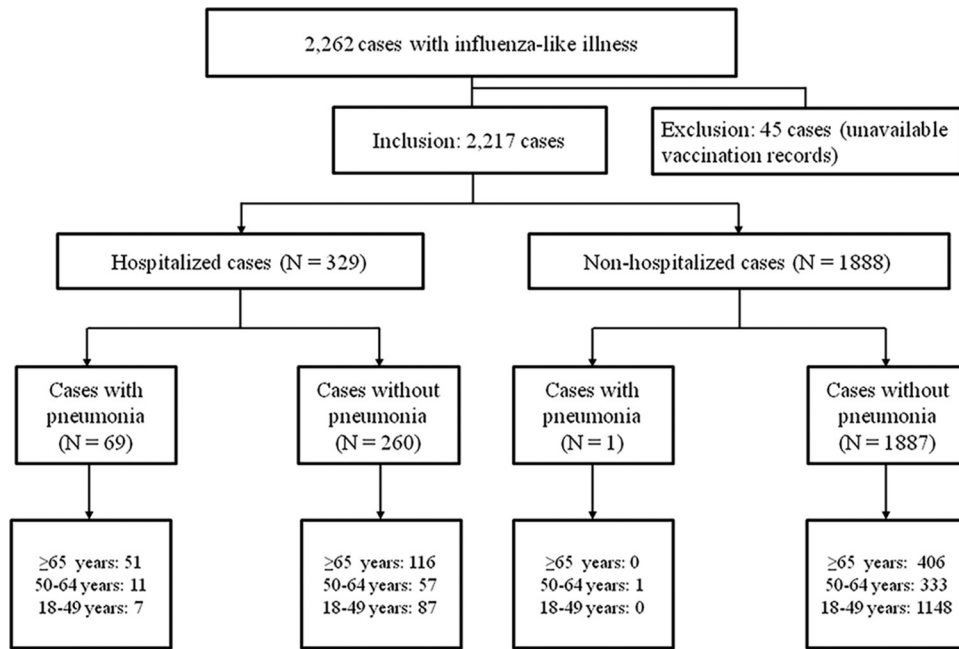 2,262 cases with influenza-like illness
Inclusion: 2,217 cases
Exclusion: 45 cases (unavailable
vaccination records)
Hospitalized cases (N = 329)
Non-hospitalized cases (N = 1888)
Cases with
pneumonia
(N = 69)
Cases without
pneumonia
(N = 260)
Cases with
pneumonia
(N = 1)
Cases without
pneumonia
(N = 1887)
≥65 years: 51
50-64 years: 11
18-49 years: 7
≥65 years: 116
50-64 years: 57
18-49 years: 87
≥65 years: 0
50-64 years: 1
18-49 years: 0
≥65 years: 406
50-64 years: 333
18-49 years: 1148